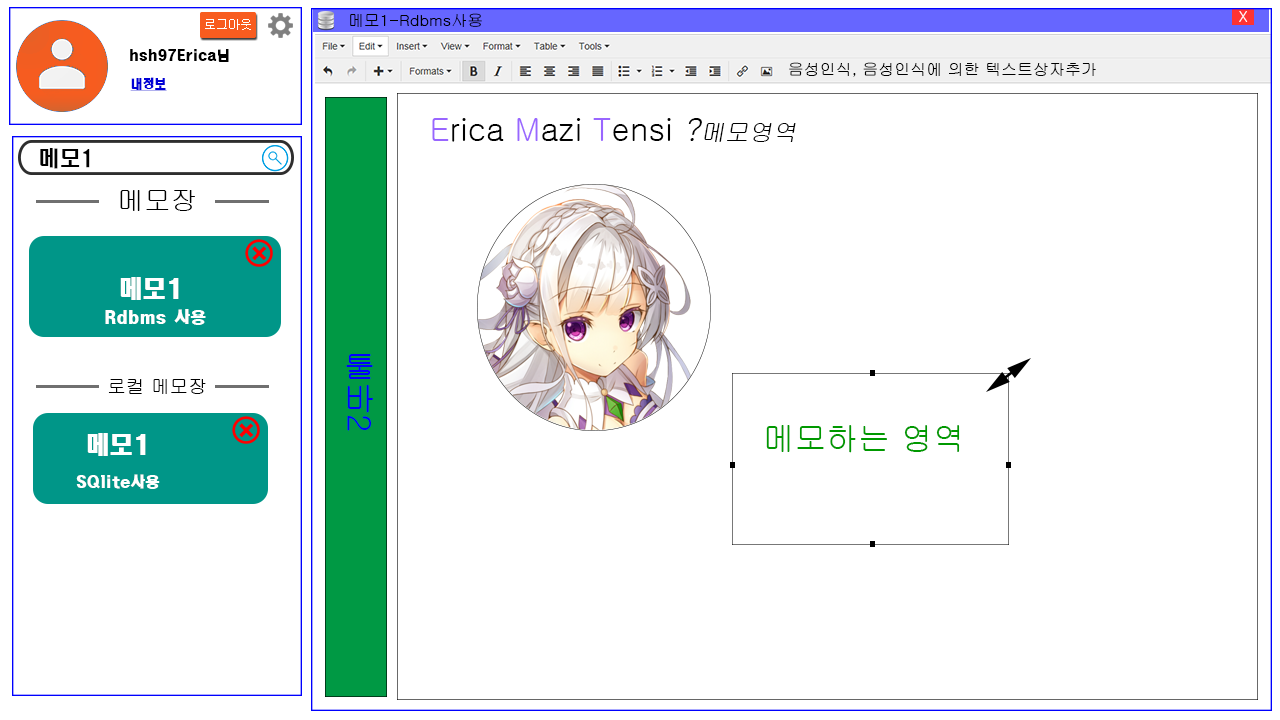 로그아웃
hsh97Erica님
내정보
메모1
메모장
메모1
Rdbms 사용
로컬 메모장
메모1
SQlite사용
메모1-Rdbms사용
X
File Edit Insert View Format Table Tools
Formats B I 음성인식, 음성인식에 의한 텍스트상자추가
툴바2
Erica Mazi Tensi ?메모영역
메모하는 영역